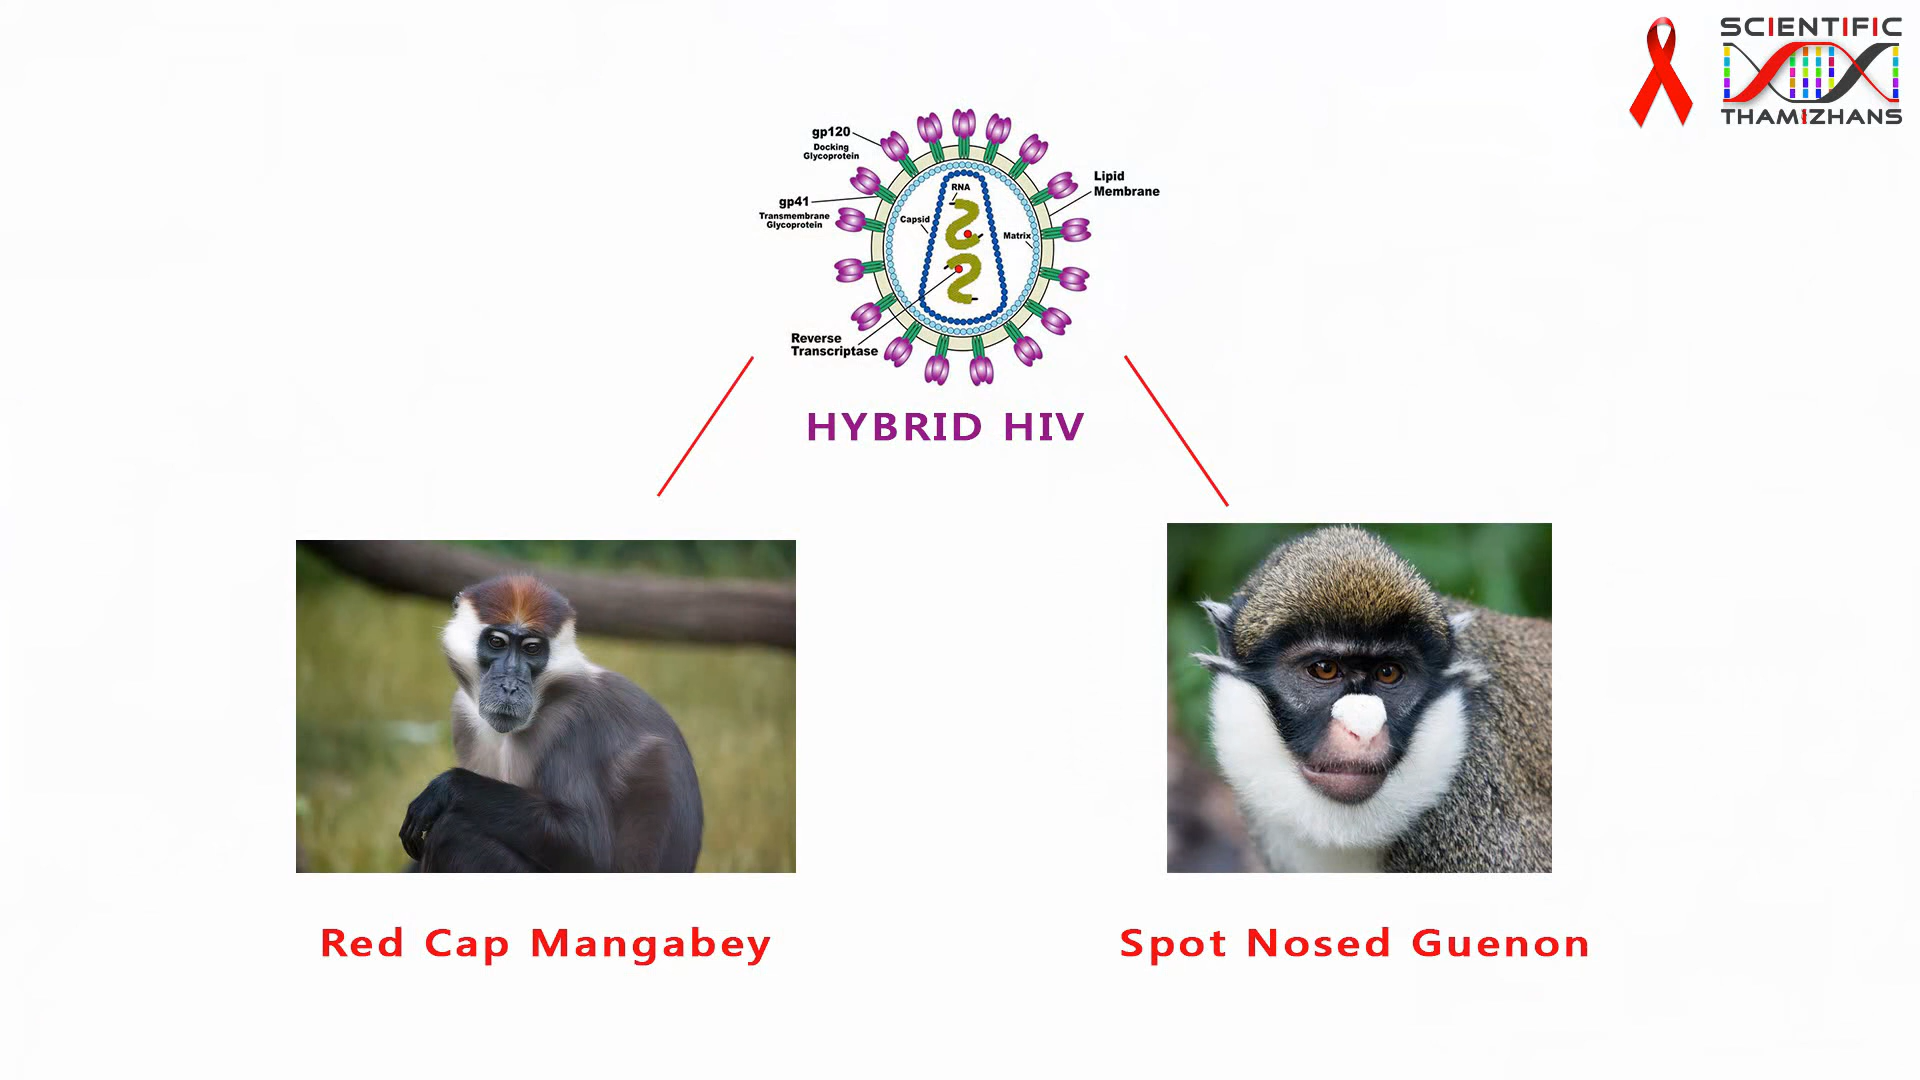 SCIENTIFIC
THAMIZHANS
gp120
Docking
Glycoprotein
gp41
Transmembrane
Glycoprotein
Lipid
Membrane
RNA
Capsid
Matrix
Reverse
Transcriptase
HYBRID HIV
Red Cap Mangabey
Spot Nosed Guenon